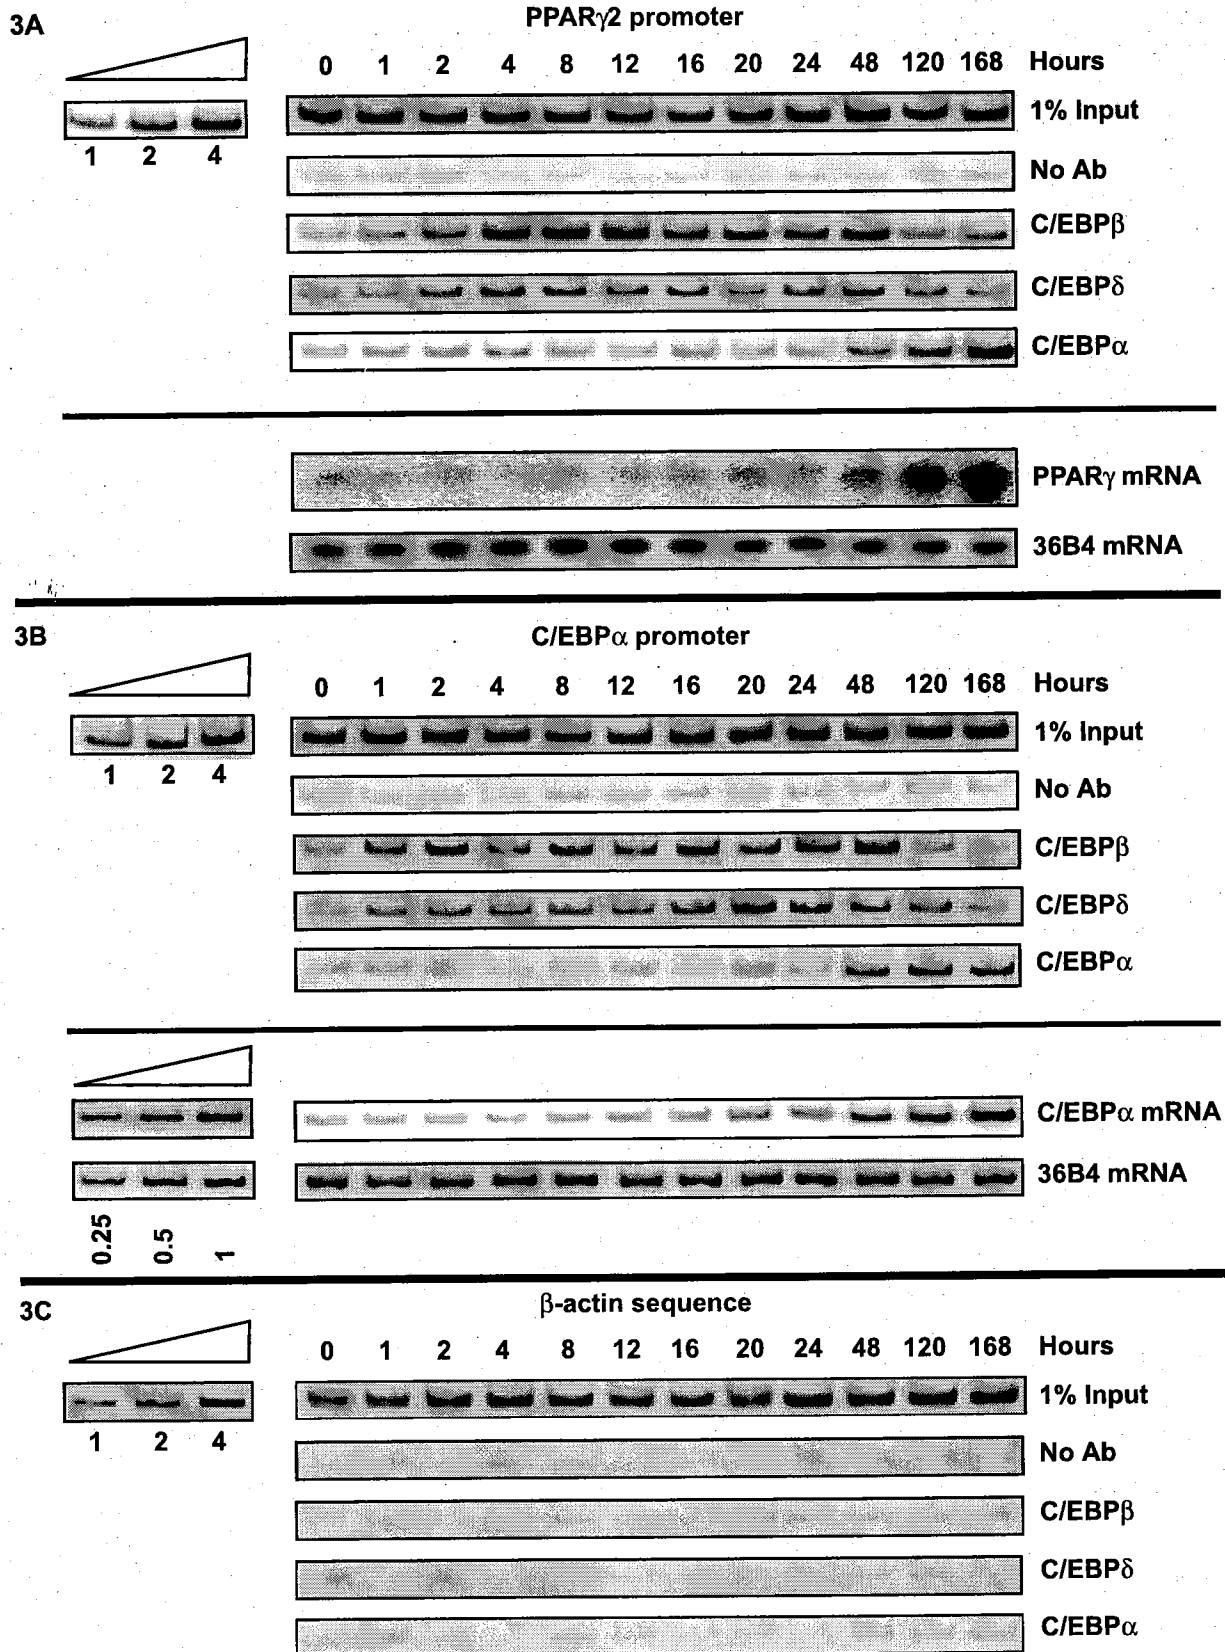 3A
PPARγ2 promoter
0 1 2 4 8 12 16 20 24 48 120 168 Hours
1% Input
1 2 4
No Ab
C/EBPβ
C/EBPδ
C/EBPα
PPARγ mRNA
36B4 mRNA
3B
C/EBPα promoter
0 1 2 4 8 12 16 20 24 48 120 168 Hours
1% Input
1 2 4
No Ab
C/EBPβ
C/EBPδ
C/EBPα
C/EBPα mRNA
36B4 mRNA
0.25 0.5 1
3C
β-actin sequence
0 1 2 4 8 12 16 20 24 48 120 168 Hours
1% Input
1 2 4
No Ab
C/EBPβ
C/EBPδ
C/EBPα